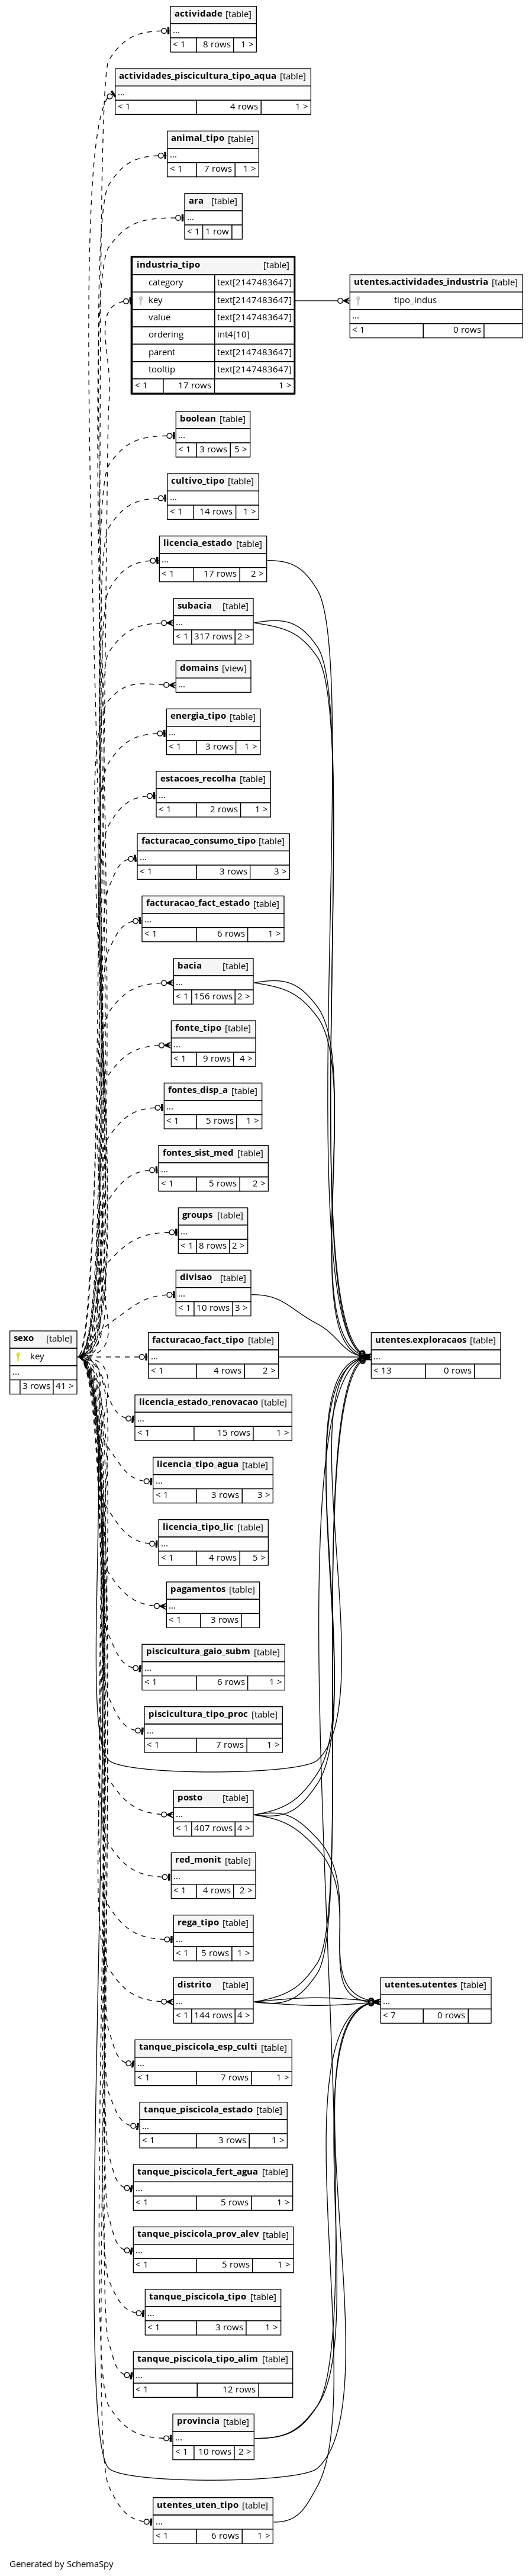 actividade [table]
...
< 1 8 rows 1 >
actividades_piscicultura_tipo_aqua [table]
...
< 1 4 rows 1 >
animal_tipo [table]
...
< 1 7 rows 1 >
ara [table]
...
< 1 1 row
industria_tipo [table]
category text[2147483647]
key text[2147483647]
value text[2147483647]
ordering int4[10]
parent text[2147483647]
tooltip text[2147483647]
< 1 17 rows 1 >
utentes.actividades_industria [table]
tipo_indus
...
< 1 0 rows
boolean [table]
...
< 1 3 rows 5 >
cultivo_tipo [table]
...
< 1 14 rows 1 >
licencia_estado [table]
...
< 1 17 rows 2 >
subacia [table]
...
< 1 317 rows 2 >
domains [view]
...
energia_tipo [table]
...
< 1 3 rows 1 >
estacoes_recolha [table]
...
< 1 2 rows 1 >
facturacao_consumo_tipo [table]
...
< 1 3 rows 3 >
facturacao_fact_estado [table]
...
< 1 6 rows 1 >
bacia [table]
...
< 1 156 rows 2 >
fonte_tipo [table]
...
< 1 9 rows 4 >
fontes_disp_a [table]
...
< 1 5 rows 1 >
fontes_sist_med [table]
...
< 1 5 rows 2 >
groups [table]
...
< 1 8 rows 2 >
divisao [table]
...
< 1 10 rows 3 >
sexo [table]
key
...
3 rows 41 >
facturacao_fact_tipo [table]
...
< 1 4 rows 2 >
utentes.exploracaos [table]
...
< 13 0 rows
licencia_estado_renovacao [table]
...
< 1 15 rows 1 >
licencia_tipo_agua [table]
...
< 1 3 rows 3 >
licencia_tipo_lic [table]
...
< 1 4 rows 5 >
pagamentos [table]
...
< 1 3 rows
piscicultura_gaio_subm [table]
...
< 1 6 rows 1 >
piscicultura_tipo_proc [table]
...
< 1 7 rows 1 >
posto [table]
...
< 1 407 rows 4 >
red_monit [table]
...
< 1 4 rows 2 >
rega_tipo [table]
...
< 1 5 rows 1 >
distrito [table]
...
< 1 144 rows 4 >
utentes.utentes [table]
...
< 7 0 rows
tanque_piscicola_esp_culti [table]
...
< 1 7 rows 1 >
tanque_piscicola_estado [table]
...
< 1 3 rows 1 >
tanque_piscicola_fert_agua [table]
...
< 1 5 rows 1 >
tanque_piscicola_prov_alev [table]
...
< 1 5 rows 1 >
tanque_piscicola_tipo [table]
...
< 1 3 rows 1 >
tanque_piscicola_tipo_alim [table]
...
< 1 12 rows
provincia [table]
...
< 1 10 rows 2 >
utentes_uten_tipo [table]
...
< 1 6 rows 1 >
Generated by SchemaSpy